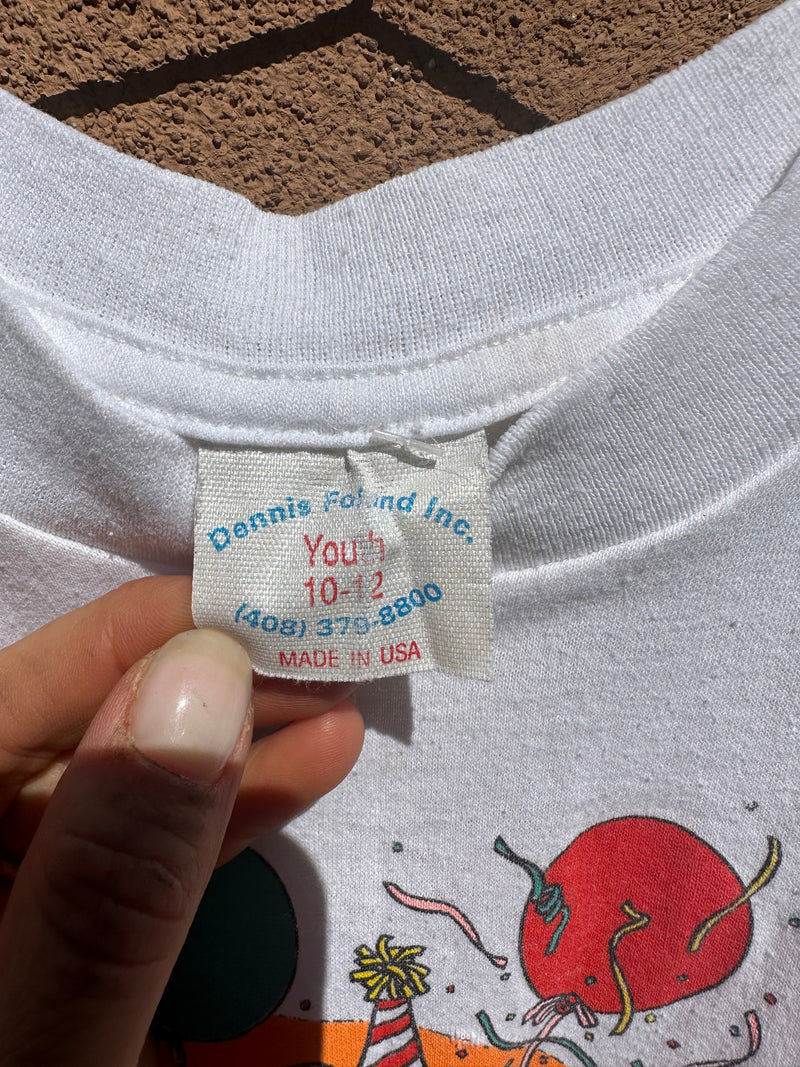 Dennis Foland Inc.
Youth
10-12
(408) 379-8800
MADE IN USA